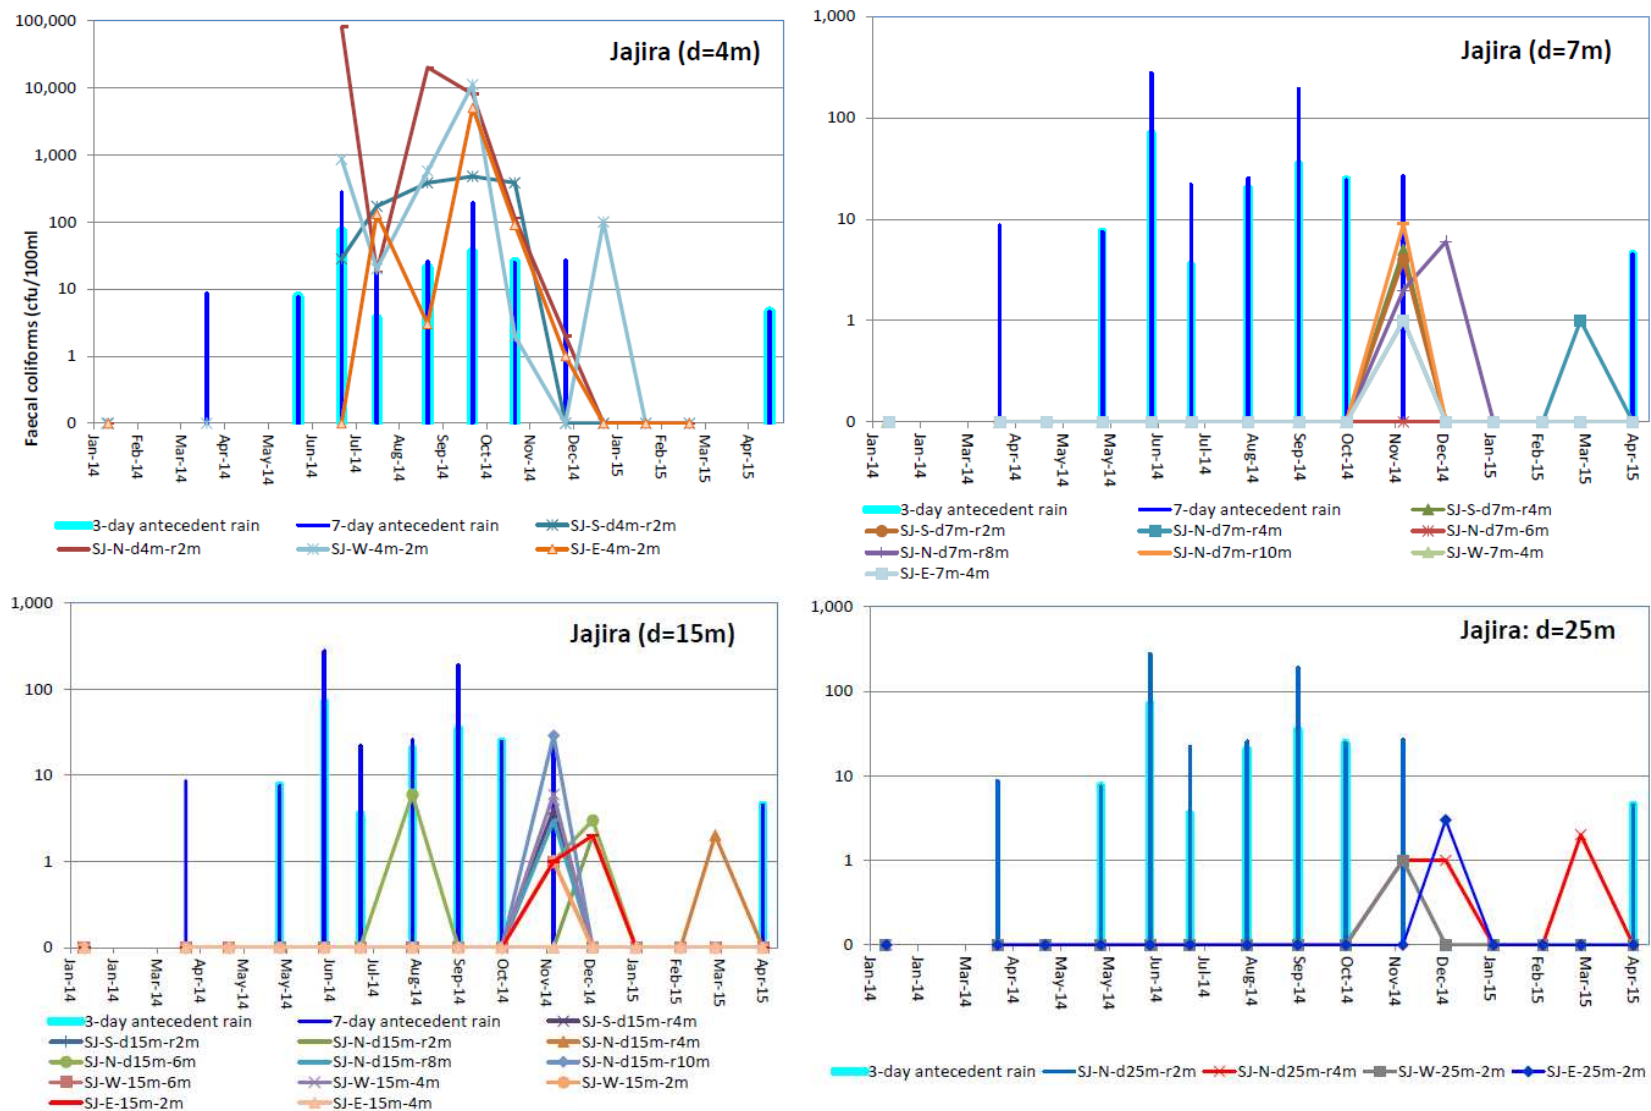 Jajira (d=4m)
Faecal coliforms (cfu/100ml
100,000
10,000
1,000
100
10
1
0
Jan-14
Feb-14
Mar-14
Apr-14
May-14
Jun-14
Jul-14
Aug-14
Sep-14
Oct-14
Nov-14
Dec-14
Jan-15
Feb-15
Mar-15
Apr-15
3-day antecedent rain 7-day antecedent rain SJ-S-d4m-r2m
SJ-N-d4m-r2m SJ-W-4m-2m SJ-E-4m-2m
Jajira (d=7m)
1,000
100
10
1
0
Jan-14
Jan-14
Mar-14
Apr-14
May-14
May-14
Jun-14
Jul-14
Aug-14
Sep-14
Oct-14
Nov-14
Dec-14
Jan-15
Feb-15
Mar-15
Apr-15
3-day antecedent rain 7-day antecedent rain SJ-S-d7m-r4m
SJ-S-d7m-r2m SJ-N-d7m-r4m SJ-N-d7m-6m
SJ-N-d7m-r8m SJ-N-d7m-r10m SJ-W-7m-4m
SJ-E-7m-4m
Jajira (d=15m)
1,000
100
10
1
0
Jan-14
Jan-14
Mar-14
Apr-14
May-14
May-14
Jun-14
Jul-14
Aug-14
Sep-14
Oct-14
Nov-14
Dec-14
Jan-15
Feb-15
Mar-15
Apr-15
3-day antecedent rain 7-day antecedent rain SJ-S-d15m-r4m
SJ-S-d15m-r2m SJ-N-d15m-r2m SJ-N-d15m-r4m
SJ-N-d15m-6m SJ-N-d15m-r8m SJ-N-d15m-r10m
SJ-W-15m-6m SJ-W-15m-4m SJ-W-15m-2m
SJ-E-15m-2m SJ-E-15m-4m
Jajira: d=25m
1,000
100
10
1
0
Jan-14
Jan-14
Mar-14
Apr-14
May-14
May-14
Jun-14
Jul-14
Aug-14
Sep-14
Oct-14
Nov-14
Dec-14
Jan-15
Feb-15
Mar-15
Apr-15
3-day antecedent rain SJ-N-d25m-r2m SJ-N-d25m-r4m SJ-W-25m-2m SJ-E-25m-2m